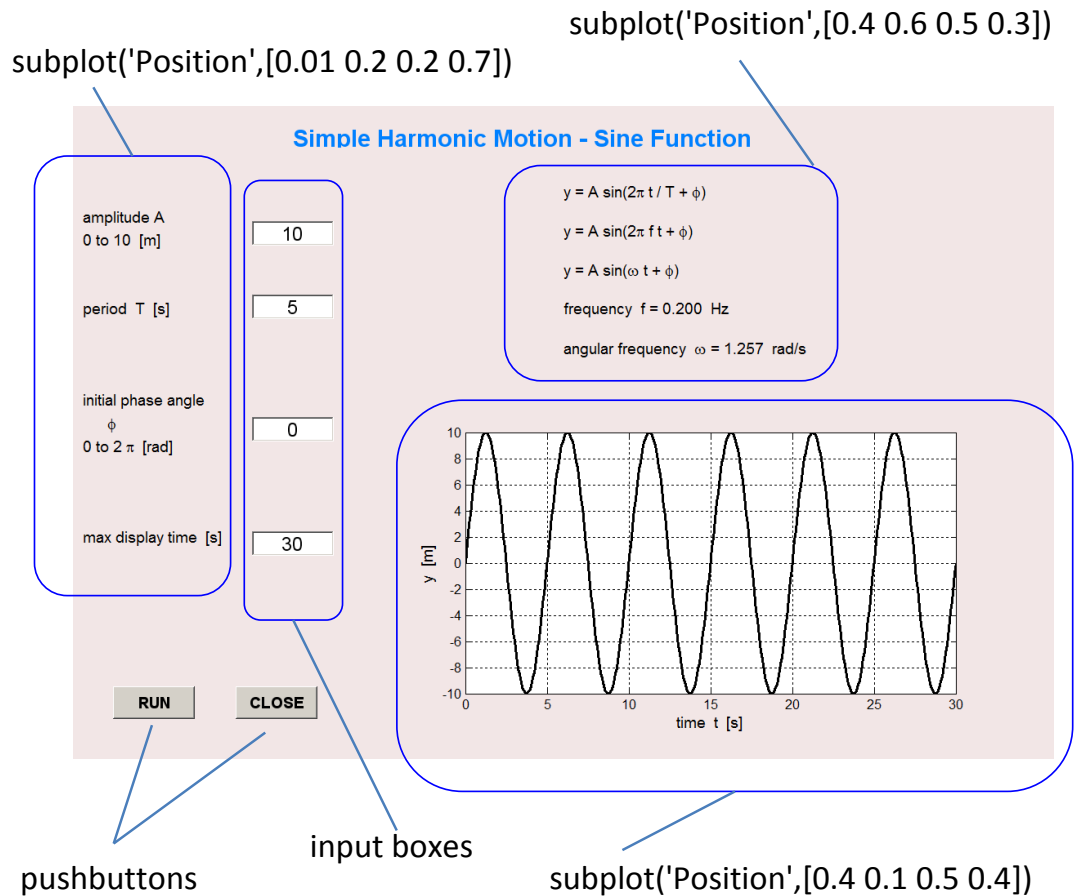 subplot('Position',[0.4 0.6 0.5 0.3])
subplot('Position',[0.01 0.2 0.2 0.7])
Simple Harmonic Motion - Sine Function
amplitude A
0 to 10 [m]
10
period T [s]
5
initial phase angle
ϕ
0 to 2 π [rad]
0
max display time [s]
30
y = A sin(2π t / T + ϕ)
y = A sin(2π f t + ϕ)
y = A sin(ω t + ϕ)
frequency f = 0.200 Hz
angular frequency ω = 1.257 rad/s
y [m]
10
8
6
4
2
0
-2
-4
-6
-8
-10
0 5 10 15 20 25 30
time t [s]
RUN CLOSE
input boxes
pushbuttons
subplot('Position',[0.4 0.1 0.5 0.4])